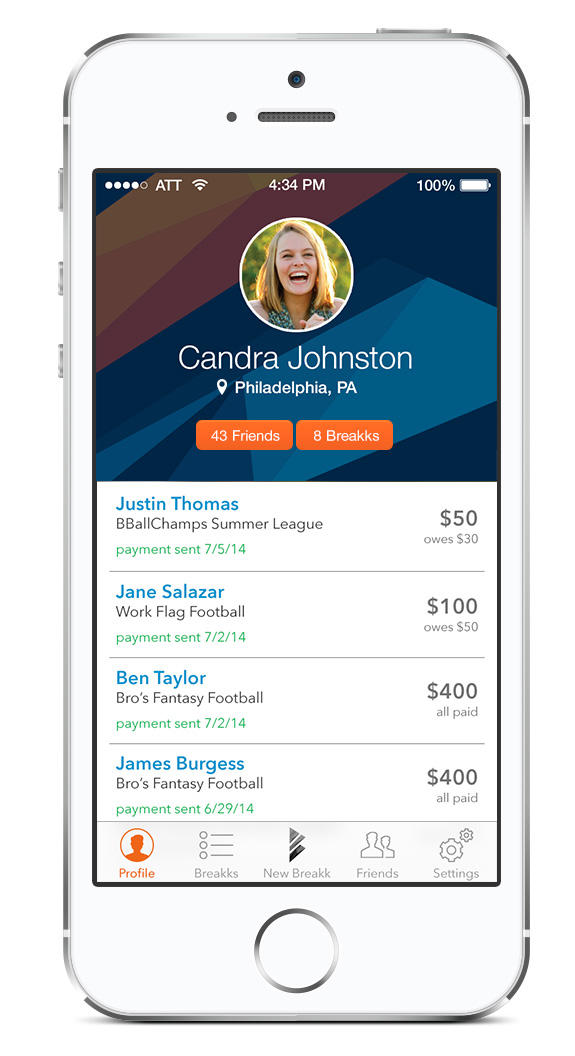 ATT 4:34 PM 100%
Candra Johnston
Philadelphia, PA
43 Friends 8 Breakks
Justin Thomas
BBallChamps Summer League
payment sent 7/5/14
$50
owes $30
Jane Salazar
Work Flag Football
payment sent 7/2/14
$100
owes $50
Ben Taylor
Bro's Fantasy Football
payment sent 7/2/14
$400
all paid
James Burgess
Bro's Fantasy Football
payment sent 6/29/14
$400
all paid
Profile Breakks New Breakk Friends Settings